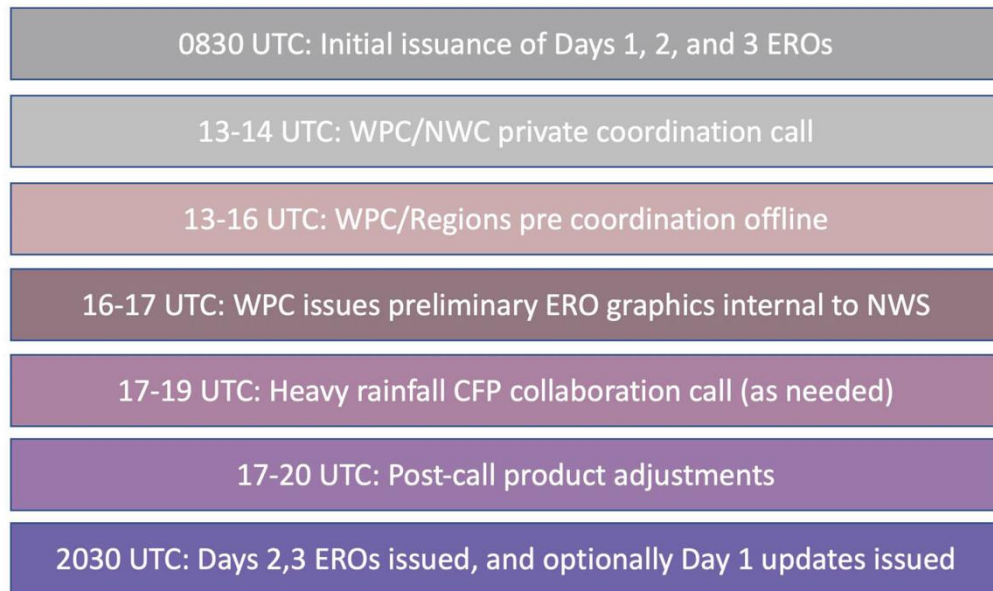 0830 UTC: Initial issuance of Days 1, 2, and 3 EROs
13-14 UTC: WPC/NWC private coordination call
13-16 UTC: WPC/Regions pre coordination offline
16-17 UTC: WPC issues preliminary ERO graphics internal to NWS
17-19 UTC: Heavy rainfall CFP collaboration call (as needed)
17-20 UTC: Post-call product adjustments
2030 UTC: Days 2,3 EROs issued, and optionally Day 1 updates issued